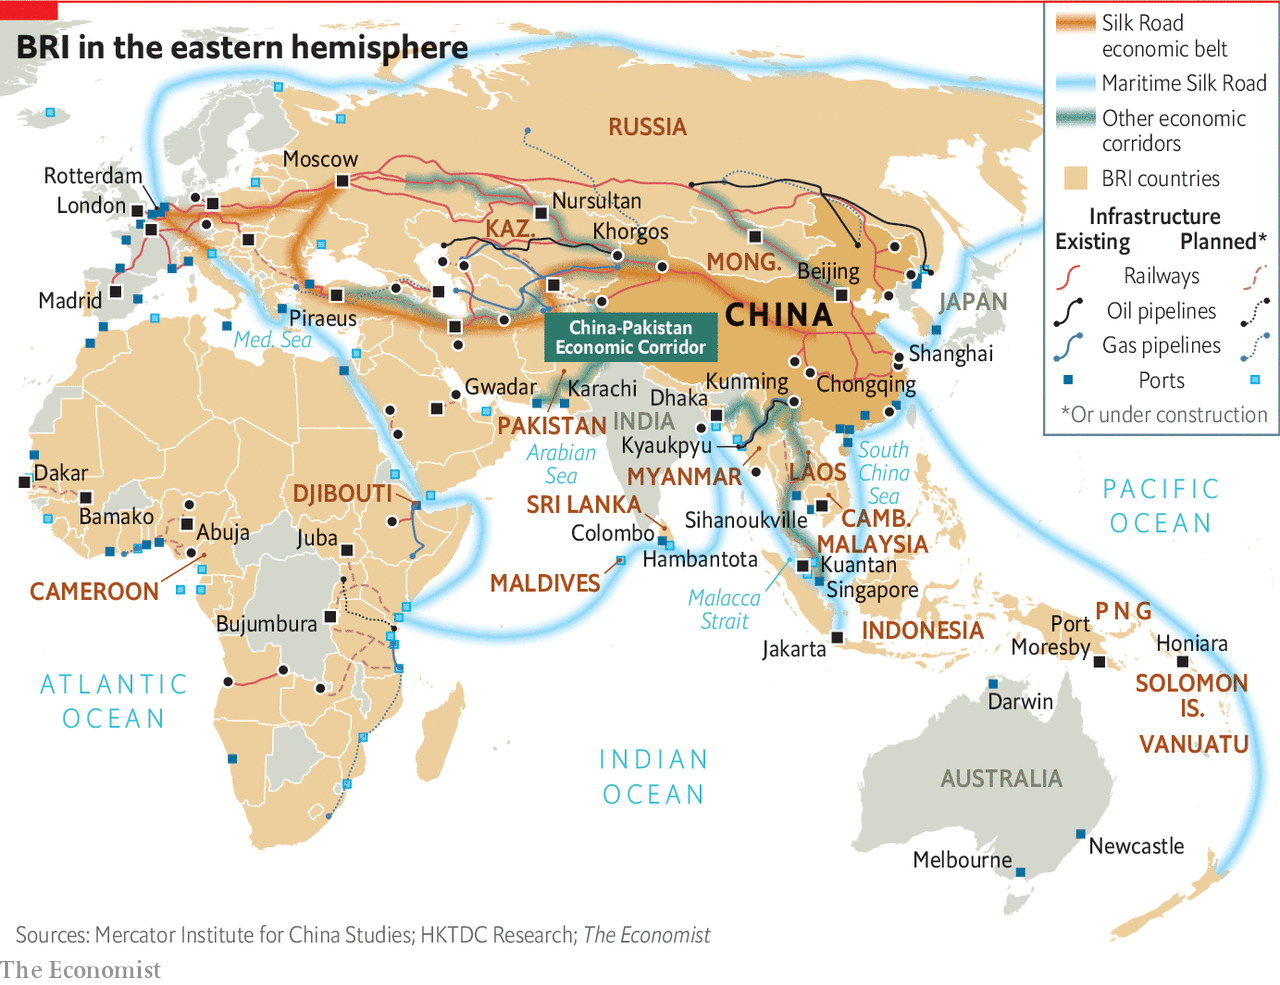 BRI in the eastern hemisphere
Silk Road
economic belt
Maritime Silk Road
Other economic
corridors
BRI countries
Infrastructure
Existing Planned*
Railways
Oil pipelines
Gas pipelines
Ports
*Or under construction
RUSSIA
Moscow
Rotterdam
London
Nursultan
KAZ.
Khorgos
MONG.
Beijing
Madrid
Piraeus
Med. Sea
CHINA
JAPAN
China-Pakistan
Economic Corridor
Shanghai
Gwadar
Karachi
Kunming
Chongqing
Dhaka
PAKISTAN
INDIA
Kyaukpyu
Arabian
Sea
South
China
Sea
Dakar
MYANMAR
LAOS
DJIBOUTI
SRI LANKA
Bamako
Abuja
Juba
Colombo
Sihanoukville
CAMB.
MALAYSIA
Hambantota
Kuantan
MALDIVES
CAMEROON
Malacca
Strait
Singapore
Bujumbura
Jakarta
INDONESIA
PNG
Port
Moresby
Honiara
PACIFIC
OCEAN
ATLANTIC
OCEAN
SOLOMON
IS.
Darwin
VANUATU
INDIAN
OCEAN
AUSTRALIA
Newcastle
Melbourne
Sources: Mercator Institute for China Studies; HKTDC Research; The Economist
The Economist